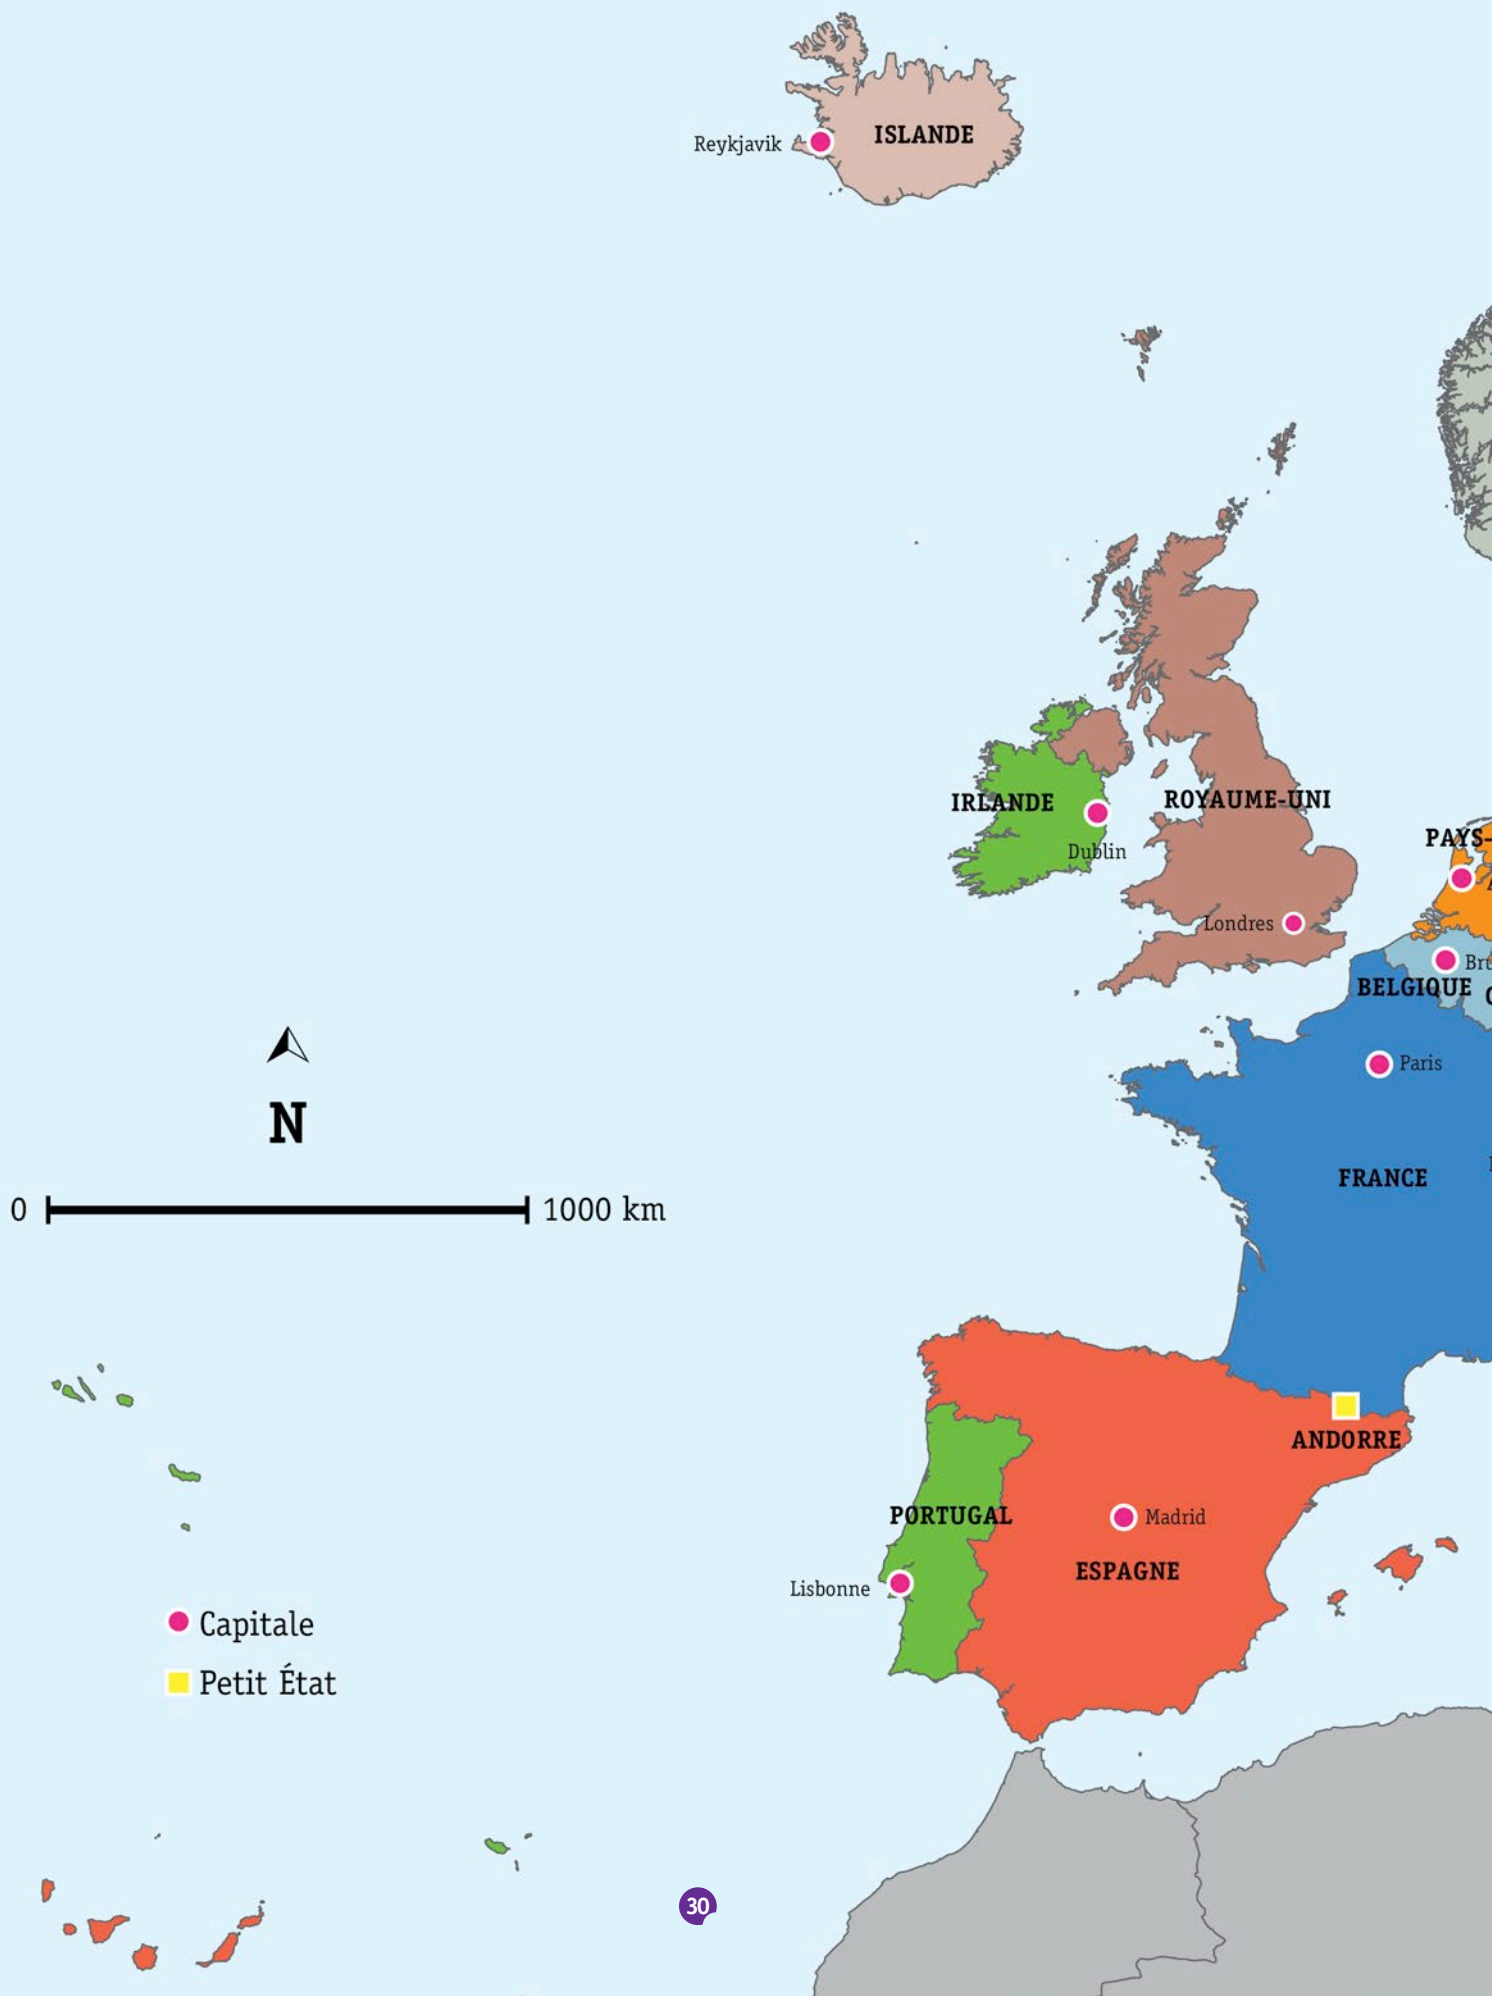 Reykjavik
ISLANDE
IRLANDE
ROYAUME-UNI
Dublin
PAYS-
Londres
BELGIQUE
Paris
N
FRANCE
0
1000 km
ANDORRE
PORTUGAL
Madrid
ESPAGNE
Lisbonne
Capitale
Petit État
30